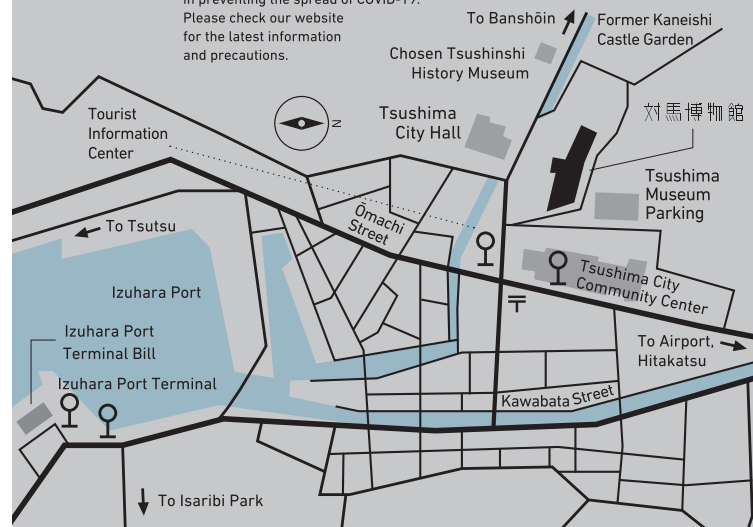 in preventing the spread of COVID-19.
Please check our website
for the latest information
and precautions.
To Banshōin
Former Kaneishi
Castle Garden
Chosen Tsushinshi
History Museum
Tourist
Information
Center
N
Tsushima
City Hall
対馬博物館
Tsushima
Museum
Parking
Ōmachi
Street
To Tsutsu
Izuhara Port
Tsushima City
Community Center
〒
To Airport,
Hitakatsu
Izuhara Port
Terminal Bill
Izuhara Port Terminal
Kawabata Street
To Isaribi Park